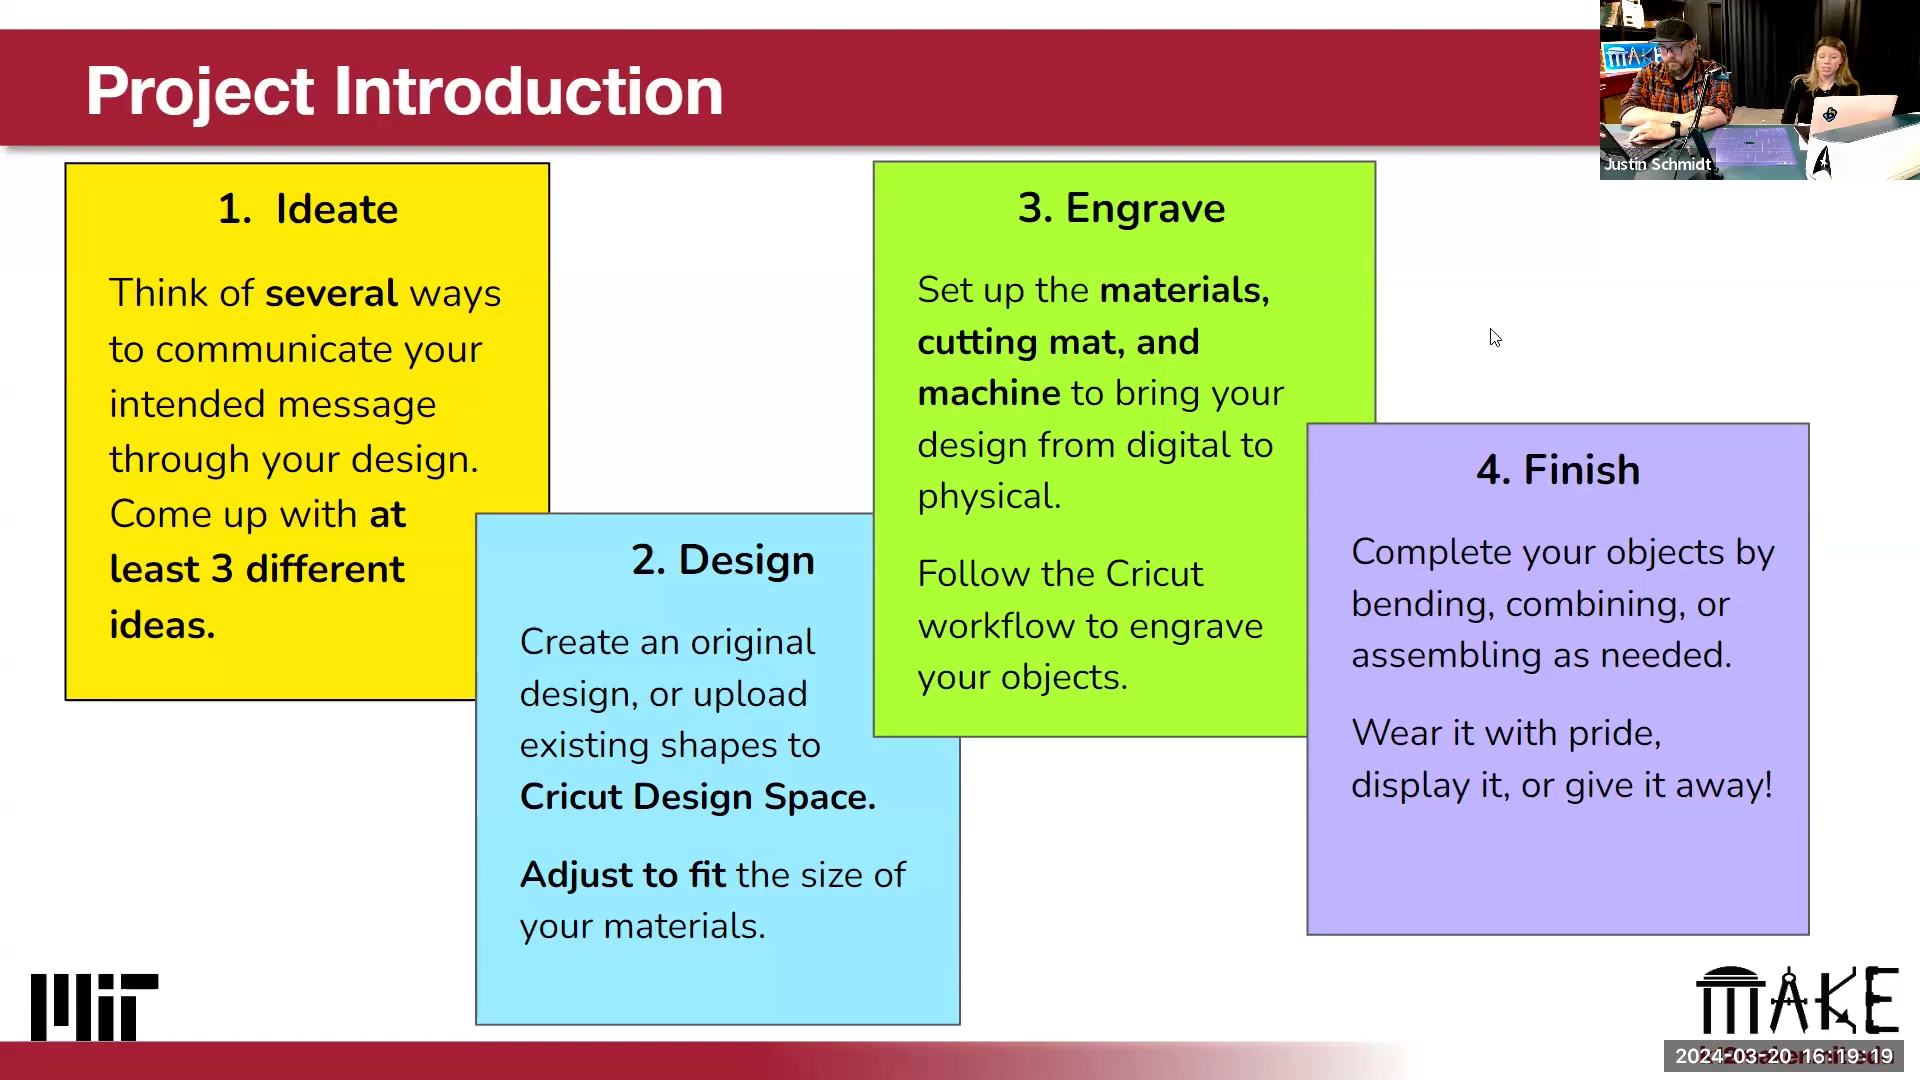 Project Introduction
MAKE
Justin Schmidt
1. Ideate
Think of several ways
to communicate your
intended message
through your design.
Come up with at
least 3 different
ideas.
2. Design
Create an original
design, or upload
existing shapes to
Cricut Design Space.
Adjust to fit the size of
your materials.
3. Engrave
Set up the materials,
cutting mat, and
machine to bring your
design from digital to
physical.
Follow the Cricut
workflow to engrave
your objects.
4. Finish
Complete your objects by
bending, combining, or
assembling as needed.
Wear it with pride,
display it, or give it away!
MIT
MAKE
2024-03-20 16:19:19